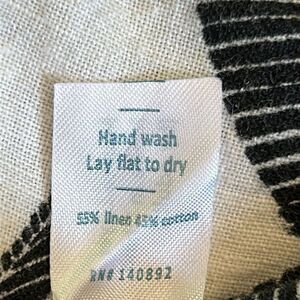 Hand wash
Lay flat to dry
55% linen 45% cotton
RN# 140892